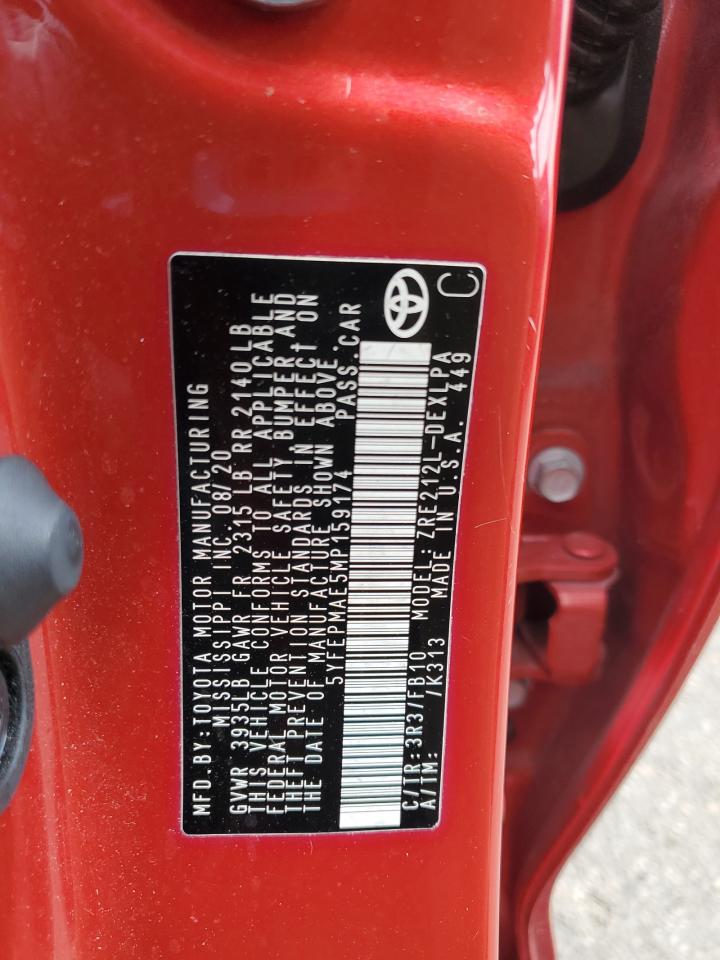 MFD.BY:TOYOTA MOTOR MANUFACTURING
MISSISSIPPI INC. 08/20
GVWR 3935LB GAWR FR 2315 LB RR 2140LB
THIS VEHICLE CONFORMS TO ALL APPLICABLE
FEDERAL MOTOR VEHICLE SAFETY BUMPER AND
THEFT PREVENTION STANDARDS IN EFFECT ON
THE DATE OF MANUFACTURE SHOWN ABOVE.
5YFEPMAE5MP159174 PASS.CAR
C/TR:3R3/FB10 MODEL:ZRE212L-DEXLPA
A/TM: /K313 MADE IN U.S.A. 449
C